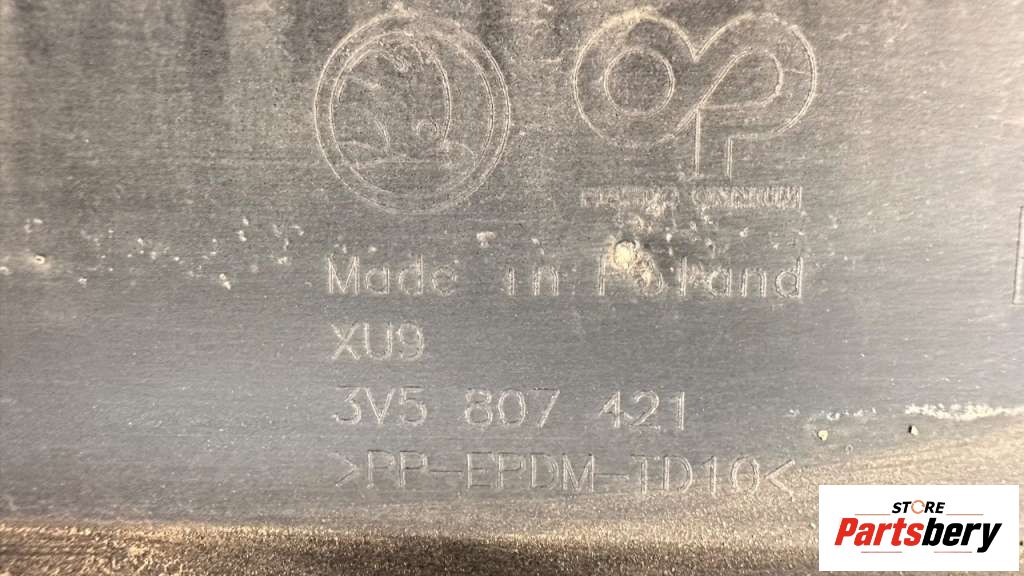 Made in Poland
XU9
3V5 807 421
>PP-EPDM-TD10<
STORE
Partsbery